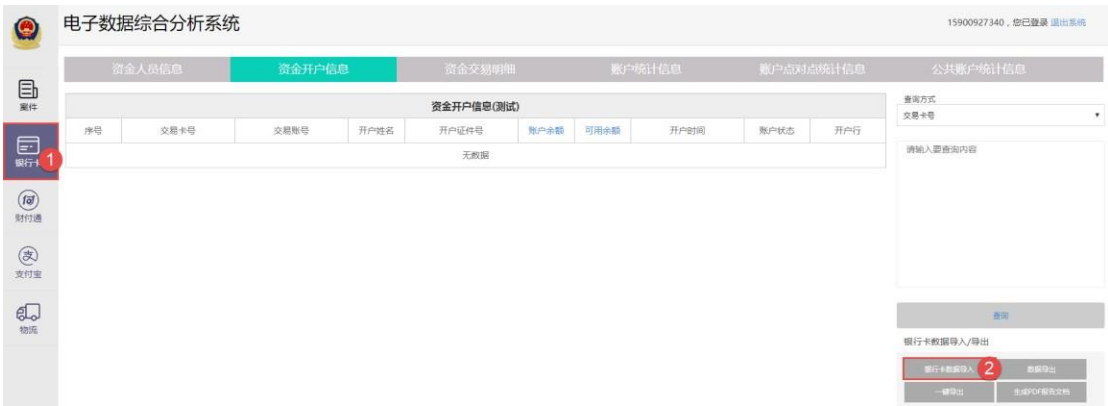 电子数据综合分析系统
15900927340，您已登录 退出系统
资金人员信息 资金开户信息 资金交易明细 账户统计信息 账户点对点统计信息 公共账户统计信息
案件
银行卡 1
财付通
支付宝
物流
资金开户信息(测试)
序号 交易卡号 交易账号 开户姓名 开户证件号 账户余额 可用余额 开户时间 账户状态 开户行
无数据
查询方式
交易卡号
请输入要查询内容
查询
银行卡数据导入/导出
银行卡数据导入 2 数据导出
一键导出 生成PDF报告文档